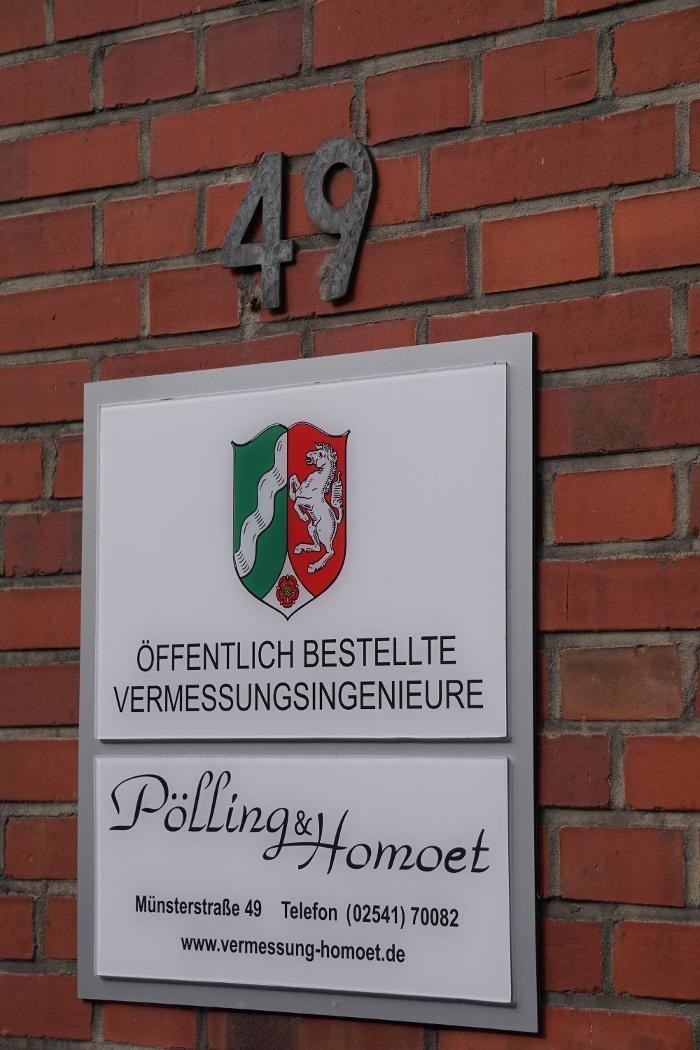 49
ÖFFENTLICH BESTELLTE
VERMESSUNGSINGENIEURE
Pölling & Homoet
Münsterstraße 49 Telefon (02541) 70082
www.vermessung-homoet.de